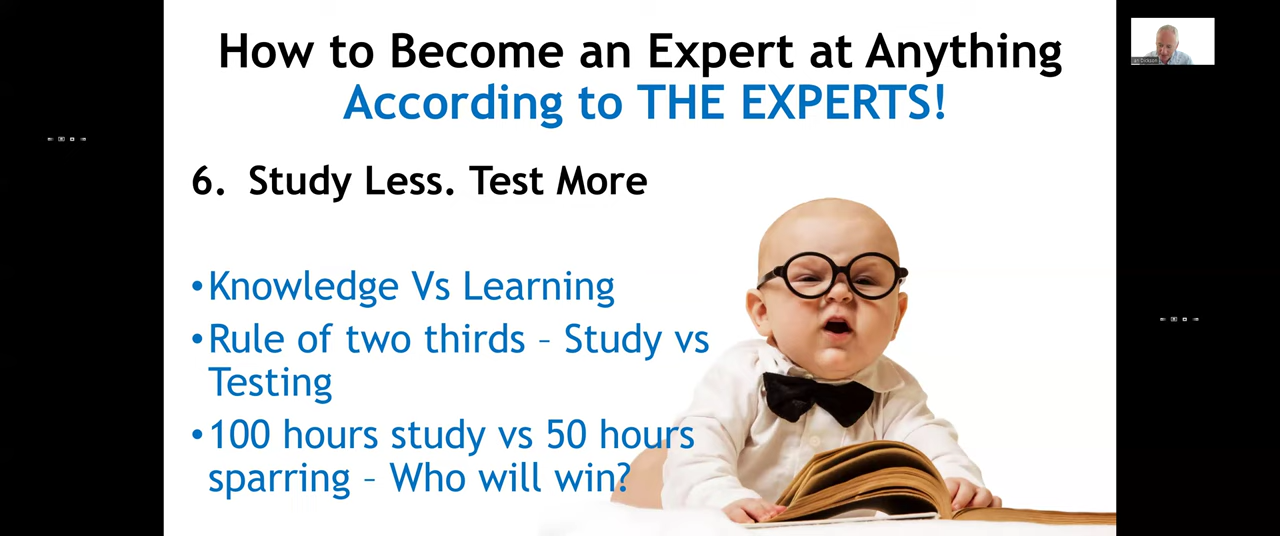 How to Become an Expert at Anything
According to THE EXPERTS!
6. Study Less. Test More
•Knowledge Vs Learning
•Rule of two thirds – Study vs
Testing
•100 hours study vs 50 hours
sparring – Who will win?